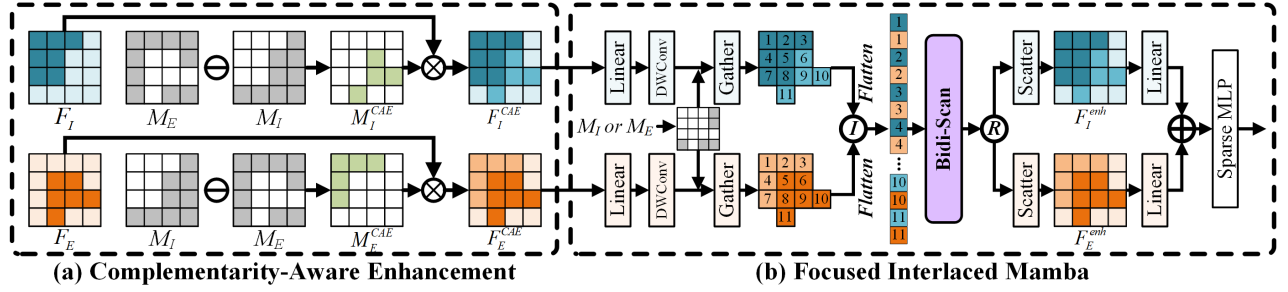 F_I
M_E
M_I
M_I^{CAE}
F_I^{CAE}
F_E
M_I
M_E
M_E^{CAE}
F_E^{CAE}
(a) Complementarity-Aware Enhancement
Linear
DWConv
Gather
1 2 3
4 5 6
7 8 9 10
11
Flatten
M_I or M_E
Linear
DWConv
Gather
1 2 3
4 5 6
7 8 9 10
11
Flatten
I
1
1
2
2
3
3
4
4
...
10
10
11
11
Bidi-Scan
R
Scatter
F_I^{enh}
Linear
Scatter
F_E^{enh}
Linear
Sparse MLP
(b) Focused Interlaced Mamba